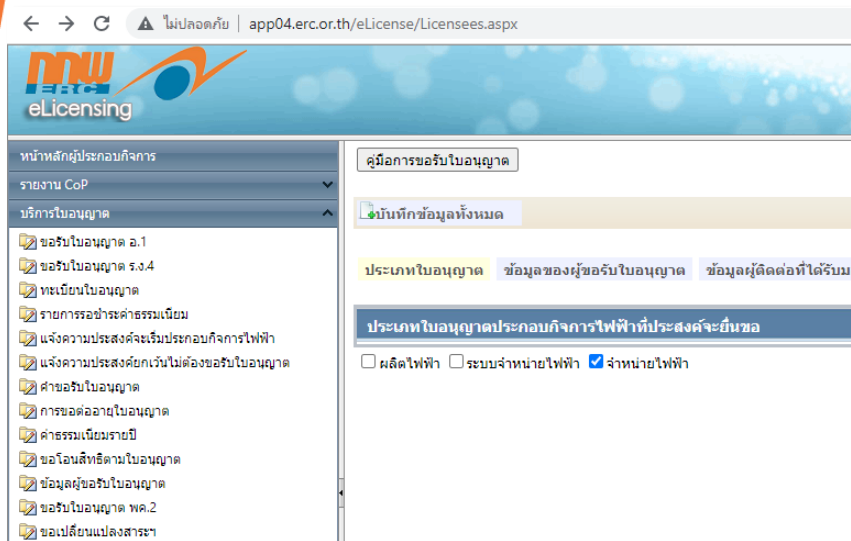 ไม่ปลอดภัย | app04.erc.or.th/eLicense/Licensees.aspx
กกพ
ERC
eLicensing
หน้าหลักผู้ประกอบกิจการ
รายงาน CoP
บริการใบอนุญาต
ขอรับใบอนุญาต อ.1
ขอรับใบอนุญาต ร.ง.4
ทะเบียนใบอนุญาต
รายการรอชำระค่าธรรมเนียม
แจ้งความประสงค์จะเริ่มประกอบกิจการไฟฟ้า
แจ้งความประสงค์ยกเว้นไม่ต้องขอรับใบอนุญาต
คำขอรับใบอนุญาต
การขอต่ออายุใบอนุญาต
ค่าธรรมเนียมรายปี
ขอโอนสิทธิตามใบอนุญาต
ข้อมูลผู้ขอรับใบอนุญาต
ขอรับใบอนุญาต พค.2
ขอเปลี่ยนแปลงสาระฯ
คู่มือการขอรับใบอนุญาต
บันทึกข้อมูลทั้งหมด
ประเภทใบอนุญาต ข้อมูลของผู้ขอรับใบอนุญาต ข้อมูลผู้ติดต่อที่ได้รับม
ประเภทใบอนุญาตประกอบกิจการไฟฟ้าที่ประสงค์จะยื่นขอ
ผลิตไฟฟ้า ระบบจำหน่ายไฟฟ้า จำหน่ายไฟฟ้า